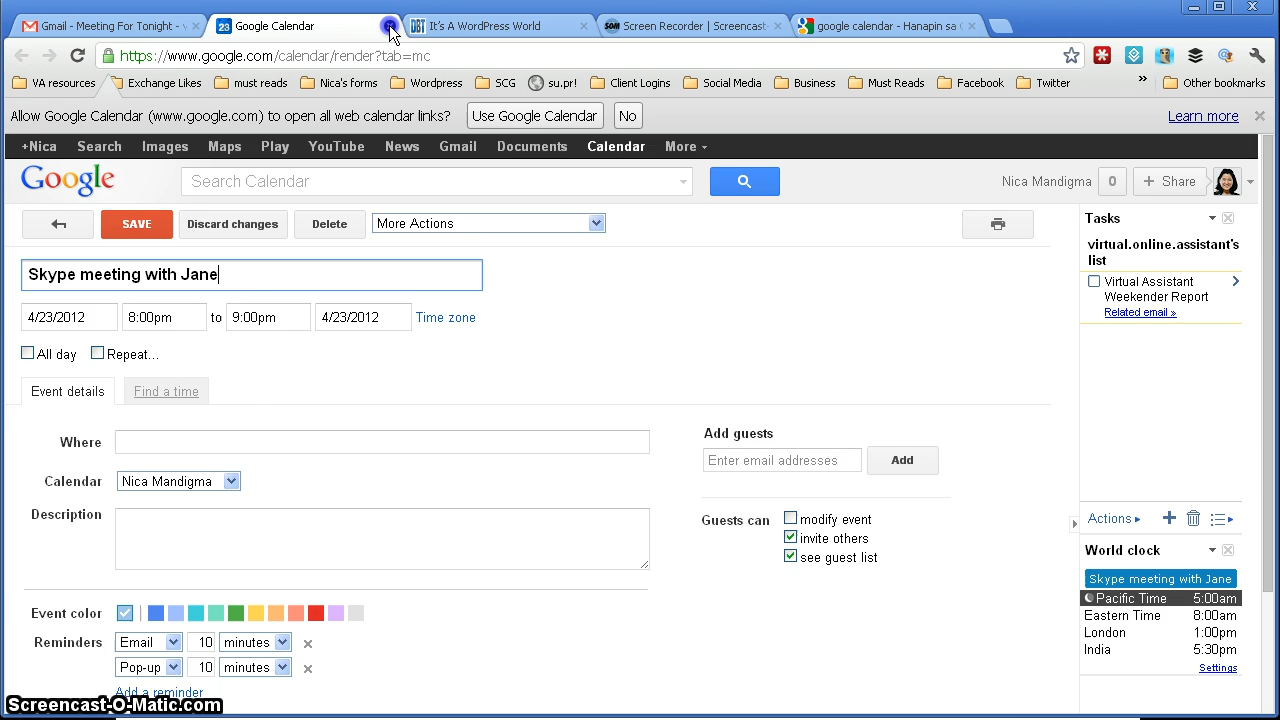 Gmail - Meeting For Tonight - v
23 Google Calendar
DBT It's A WordPress World
SOM Screen Recorder | Screencast-
google calendar - Hanapin sa G
https://www.google.com/calendar/render?tab=mc
VA resources
Exchange Likes
must reads
Nica's forms
Wordpress
SCG
su.pr!
Client Logins
Social Media
Business
Must Reads
Facebook
Twitter
Other bookmarks
Allow Google Calendar (www.google.com) to open all web calendar links?
Use Google Calendar
No
Learn more
+Nica Search Images Maps Play YouTube News Gmail Documents Calendar More
Google
Search Calendar
Nica Mandigma
0
+ Share
SAVE
Discard changes
Delete
More Actions
Skype meeting with Jane
4/23/2012
8:00pm
to
9:00pm
4/23/2012
Time zone
All day
Repeat...
Event details
Find a time
Where
Calendar
Nica Mandigma
Description
Event color
Reminders
Email
10
minutes
Pop-up
10
minutes
Add a reminder
Add guests
Enter email addresses
Add
Guests can
modify event
invite others
see guest list
Tasks
virtual.online.assistant's
list
Virtual Assistant
Weekender Report
Related email »
Actions
World clock
Skype meeting with Jane
Pacific Time 5:00am
Eastern Time 8:00am
London 1:00pm
India 5:30pm
Settings
Screencast-O-Matic.com